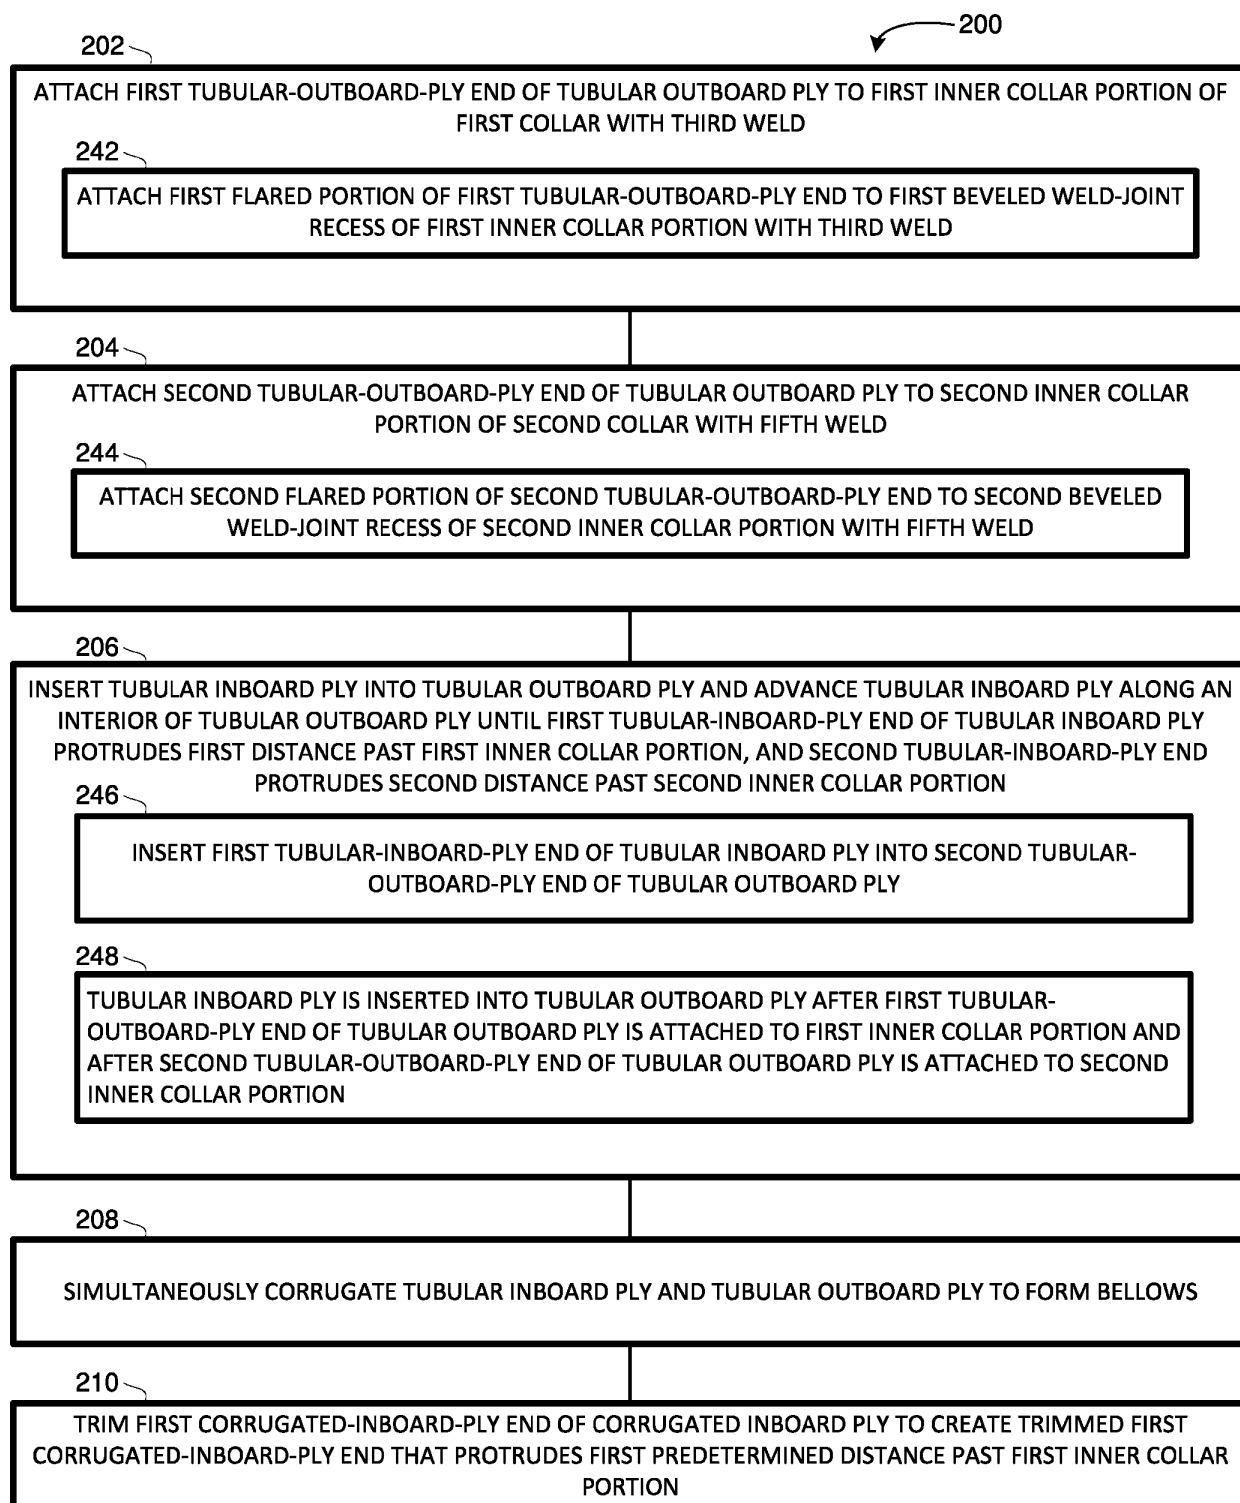 200
202
ATTACH FIRST TUBULAR-OUTBOARD-PLY END OF TUBULAR OUTBOARD PLY TO FIRST INNER COLLAR PORTION OF
FIRST COLLAR WITH THIRD WELD
242
ATTACH FIRST FLARED PORTION OF FIRST TUBULAR-OUTBOARD-PLY END TO FIRST BEVELED WELD-JOINT
RECESS OF FIRST INNER COLLAR PORTION WITH THIRD WELD
204
ATTACH SECOND TUBULAR-OUTBOARD-PLY END OF TUBULAR OUTBOARD PLY TO SECOND INNER COLLAR
PORTION OF SECOND COLLAR WITH FIFTH WELD
244
ATTACH SECOND FLARED PORTION OF SECOND TUBULAR-OUTBOARD-PLY END TO SECOND BEVELED
WELD-JOINT RECESS OF SECOND INNER COLLAR PORTION WITH FIFTH WELD
206
INSERT TUBULAR INBOARD PLY INTO TUBULAR OUTBOARD PLY AND ADVANCE TUBULAR INBOARD PLY ALONG AN
INTERIOR OF TUBULAR OUTBOARD PLY UNTIL FIRST TUBULAR-INBOARD-PLY END OF TUBULAR INBOARD PLY
PROTRUDES FIRST DISTANCE PAST FIRST INNER COLLAR PORTION, AND SECOND TUBULAR-INBOARD-PLY END
PROTRUDES SECOND DISTANCE PAST SECOND INNER COLLAR PORTION
246
INSERT FIRST TUBULAR-INBOARD-PLY END OF TUBULAR INBOARD PLY INTO SECOND TUBULAR-
OUTBOARD-PLY END OF TUBULAR OUTBOARD PLY
248
TUBULAR INBOARD PLY IS INSERTED INTO TUBULAR OUTBOARD PLY AFTER FIRST TUBULAR-
OUTBOARD-PLY END OF TUBULAR OUTBOARD PLY IS ATTACHED TO FIRST INNER COLLAR PORTION AND
AFTER SECOND TUBULAR-OUTBOARD-PLY END OF TUBULAR OUTBOARD PLY IS ATTACHED TO SECOND
INNER COLLAR PORTION
208
SIMULTANEOUSLY CORRUGATE TUBULAR INBOARD PLY AND TUBULAR OUTBOARD PLY TO FORM BELLOWS
210
TRIM FIRST CORRUGATED-INBOARD-PLY END OF CORRUGATED INBOARD PLY TO CREATE TRIMMED FIRST
CORRUGATED-INBOARD-PLY END THAT PROTRUDES FIRST PREDETERMINED DISTANCE PAST FIRST INNER COLLAR
PORTION